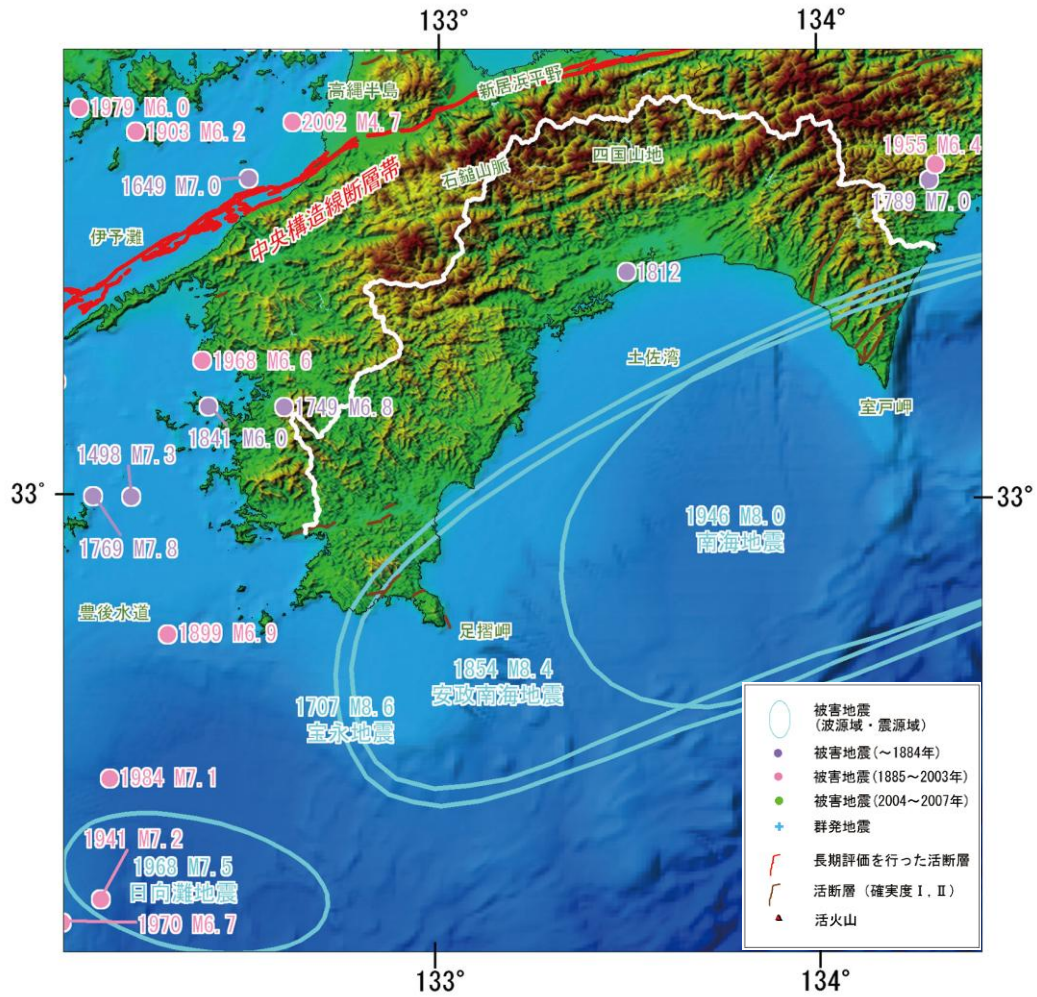 133°
134°
高縄半島
新居浜平野
1979 M6.0
1903 M6.2
2002 M4.7
石鎚山脈
四国山地
1955 M6.4
1649 M7.0
1789 M7.0
中央構造線断層帯
伊予灘
1812
1968 M6.6
土佐湾
1749 M6.8
室戸岬
1841 M6.0
1498 M7.3
33°
33°
1946 M8.0
南海地震
1769 M7.8
豊後水道
1899 M6.9
足摺岬
1854 M8.4
安政南海地震
1707 M8.6
宝永地震
1984 M7.1
1941 M7.2
1968 M7.5
日向灘地震
1970 M6.7
被害地震
(波源域・震源域)
被害地震(～1884年)
被害地震(1885～2003年)
被害地震(2004～2007年)
群発地震
長期評価を行った活断層
活断層(確実度Ⅰ,Ⅱ)
活火山
133°
134°